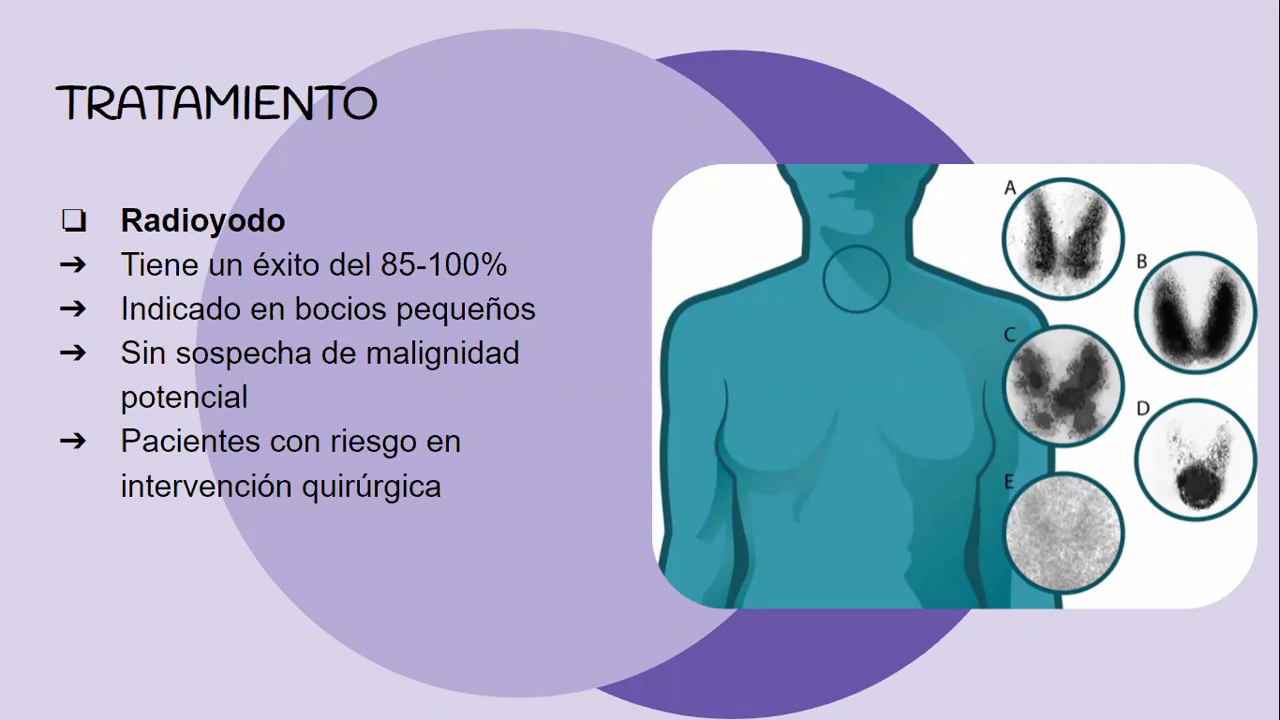 TRATAMIENTO
❏ Radioyodo
➔ Tiene un éxito del 85-100%
➔ Indicado en bocios pequeños
➔ Sin sospecha de malignidad
potencial
➔ Pacientes con riesgo en
intervención quirúrgica
A
B
C
D
E